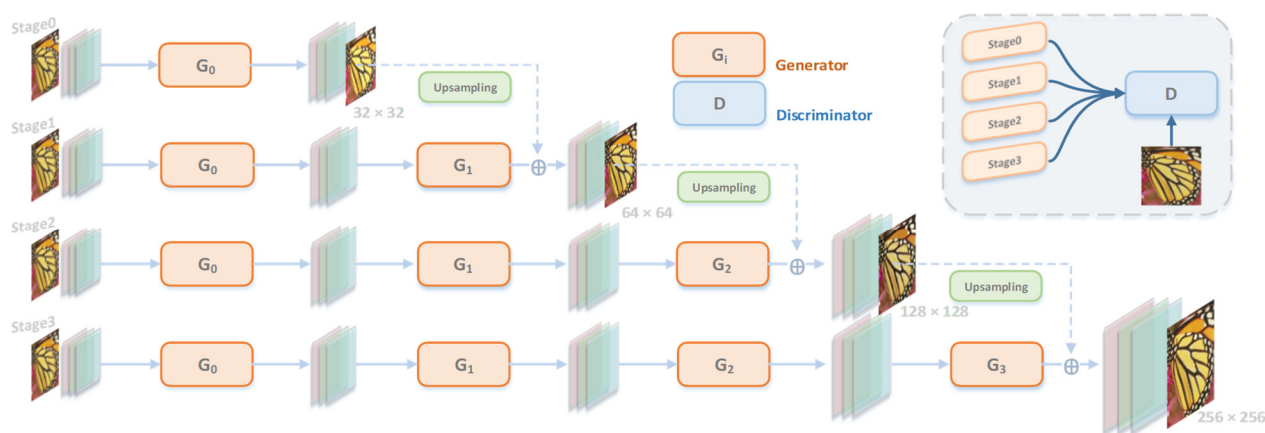 Stage0
G0
32 × 32
Upsampling
Gi
Generator
D
Discriminator
Stage0
Stage1
Stage2
Stage3
D
Stage1
G0
G1
64 × 64
Upsampling
Stage2
G0
G1
G2
128 × 128
Upsampling
Stage3
G0
G1
G2
G3
256 × 256